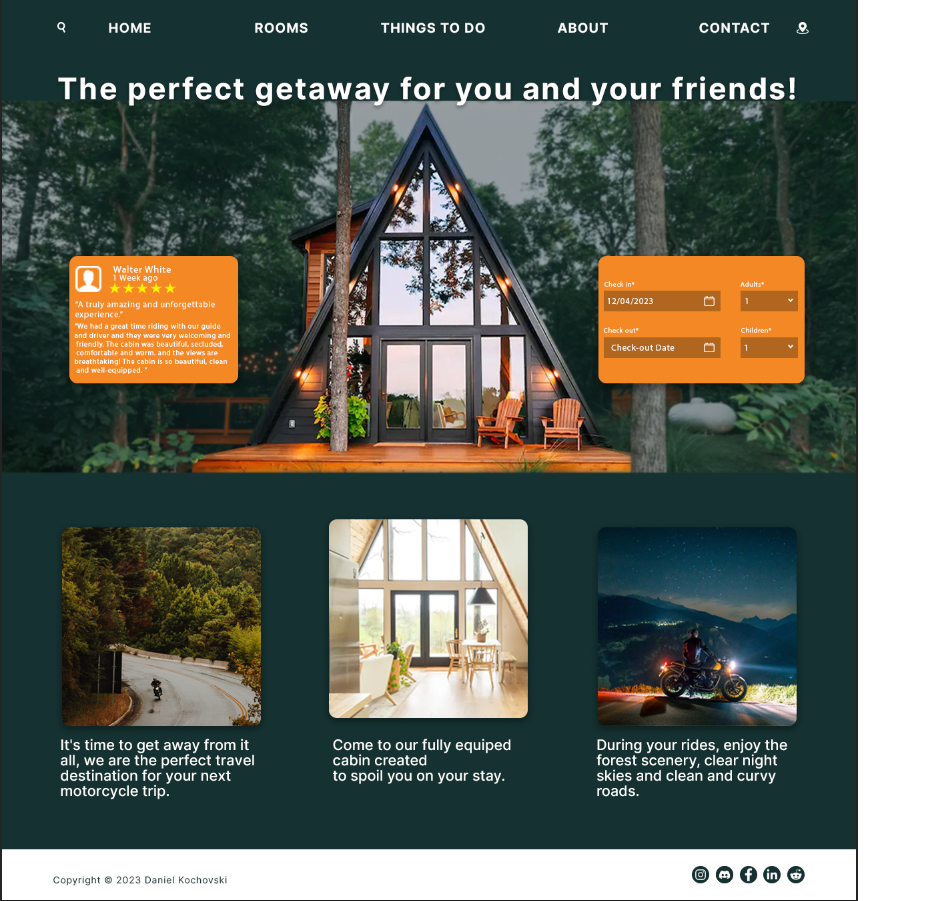 HOME ROOMS THINGS TO DO ABOUT CONTACT
The perfect getaway for you and your friends!
Walter White
1 Week ago
"A truly amazing and unforgettable
experience."
"We had a great time riding with our guide
and driver and they were very welcoming and
friendly. The cabin was beautiful, secluded,
comfortable and warm, and the views are
breathtaking! The cabin is so beautiful, clean
and well-equipped. "
Check in* Adults*
12/04/2023 1
Check out* Children*
Check-out Date 1
It's time to get away from it
all, we are the perfect travel
destination for your next
motorcycle trip.
Come to our fully equiped
cabin created
to spoil you on your stay.
During your rides, enjoy the
forest scenery, clear night
skies and clean and curvy
roads.
Copyright © 2023 Daniel Kochovski